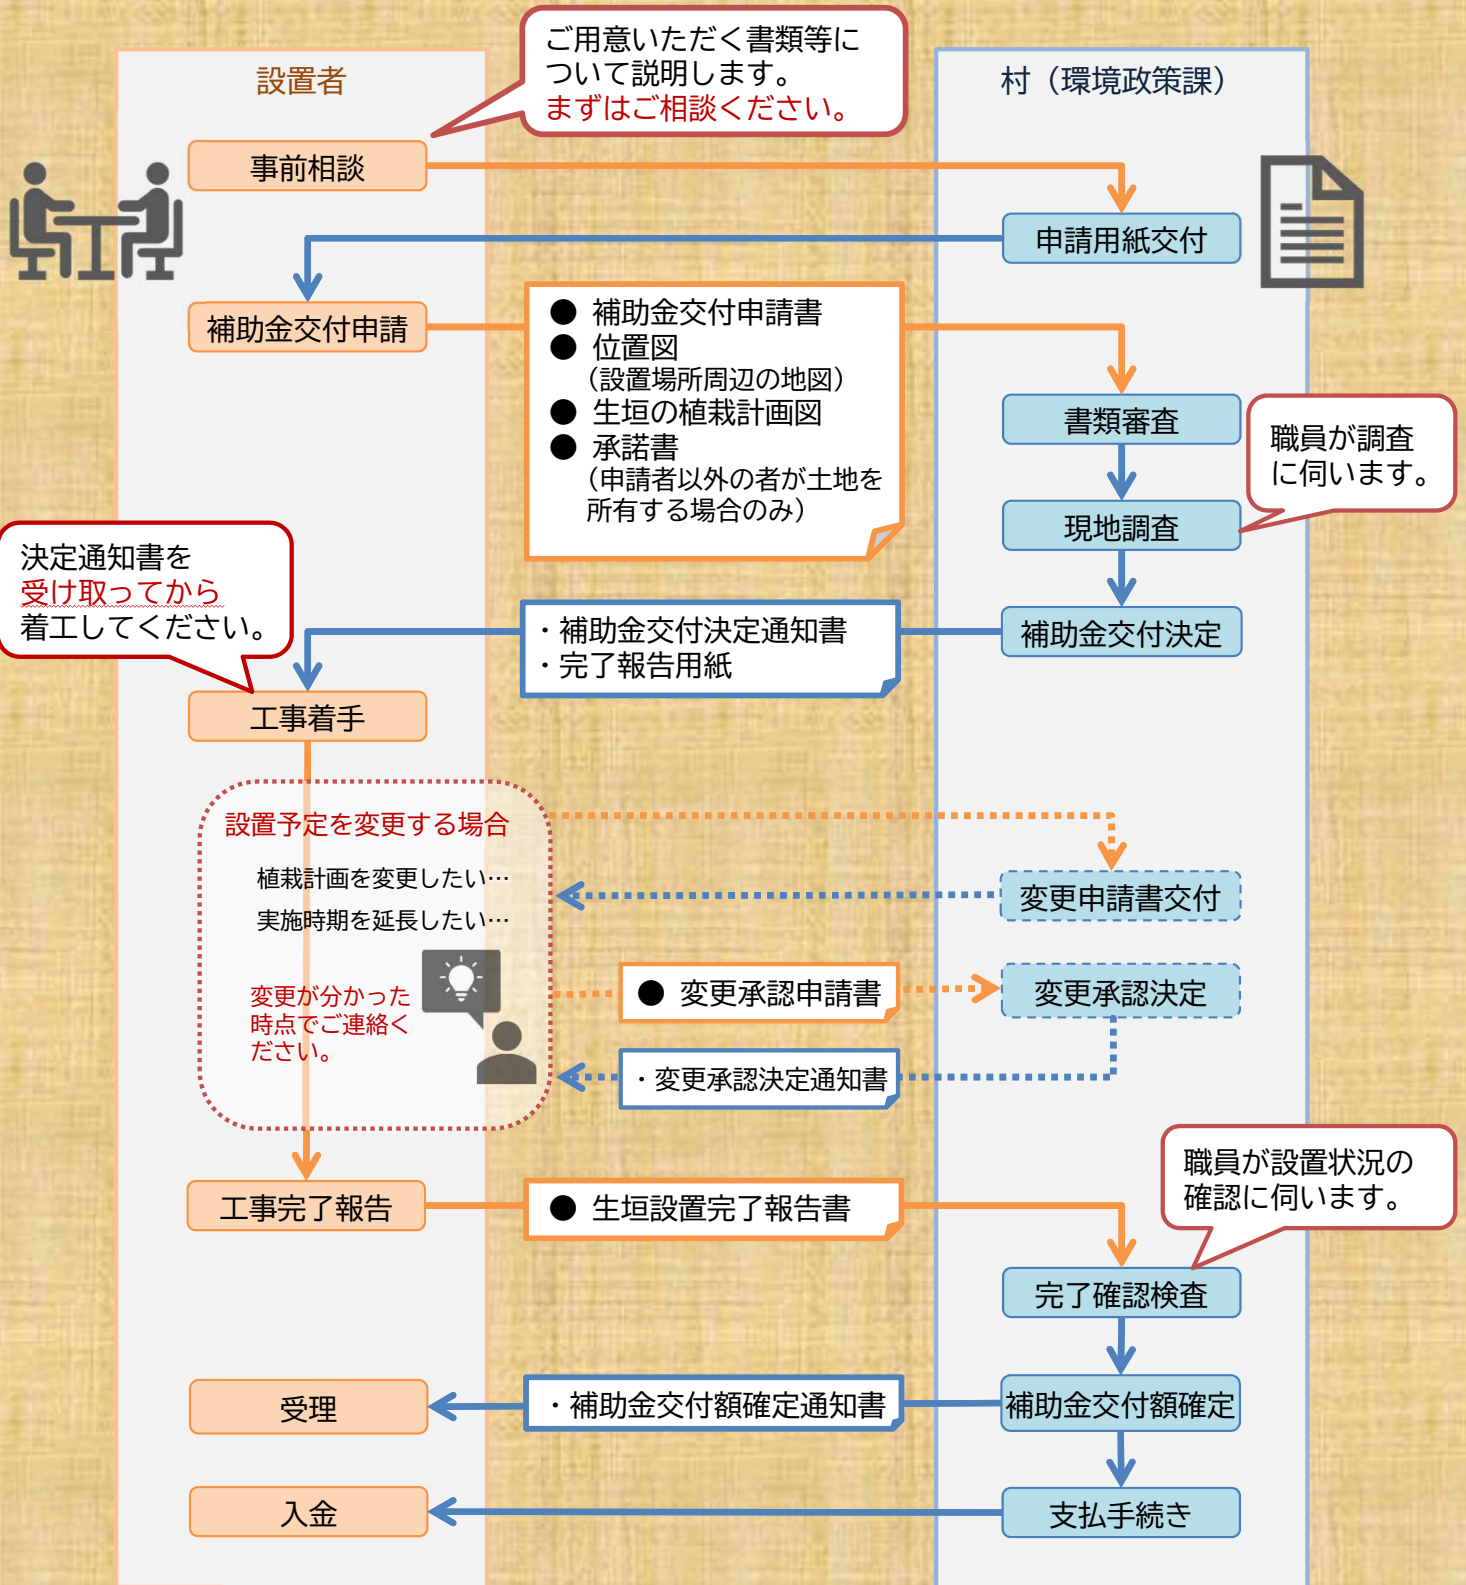 ご用意いただく書類等に
ついて説明します。
まずはご相談ください。
設置者
村（環境政策課）
事前相談
申請用紙交付
補助金交付申請
● 補助金交付申請書
● 位置図
（設置場所周辺の地図）
● 生垣の植栽計画図
● 承諾書
（申請者以外の者が土地を
所有する場合のみ）
書類審査
職員が調査
に伺います。
現地調査
決定通知書を
受け取ってから
着工してください。
補助金交付決定
・補助金交付決定通知書
・完了報告用紙
工事着手
設置予定を変更する場合
植栽計画を変更したい…
実施時期を延長したい…
変更が分かった
時点でご連絡く
ださい。
変更申請書交付
● 変更承認申請書
変更承認決定
・変更承認決定通知書
職員が設置状況の
確認に伺います。
工事完了報告
● 生垣設置完了報告書
完了確認検査
受理
・補助金交付額確定通知書
補助金交付額確定
入金
支払手続き